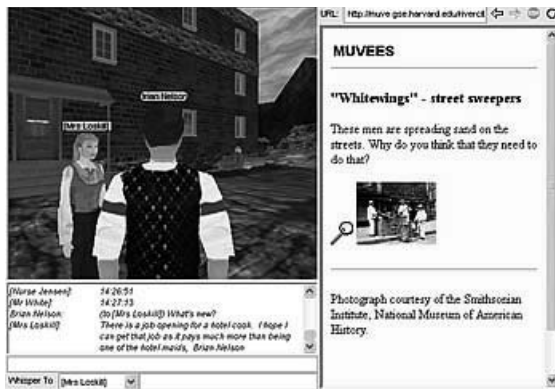 URL: http://muve.gse.harvard.edu/rivercit
MUVEES
"Whitewings" - street sweepers
These men are spreading sand on the
streets. Why do you think that they need to
do that?
Photograph courtesy of the Smithsonian
Institute, National Museum of American
History.
Brian Nelson
[Mrs Loskill]
[Nurse Jensen]: 14:26:51
[Mr White]: 14:27:13
Brian Nelson: (to [Mrs Loskill]) What's new?
[Mrs Loskill]: There is a job opening for a hotel cook. I hope I
can get that job as it pays much more than being
one of the hotel maids, Brian Nelson
Whisper To [Mrs Loskill]